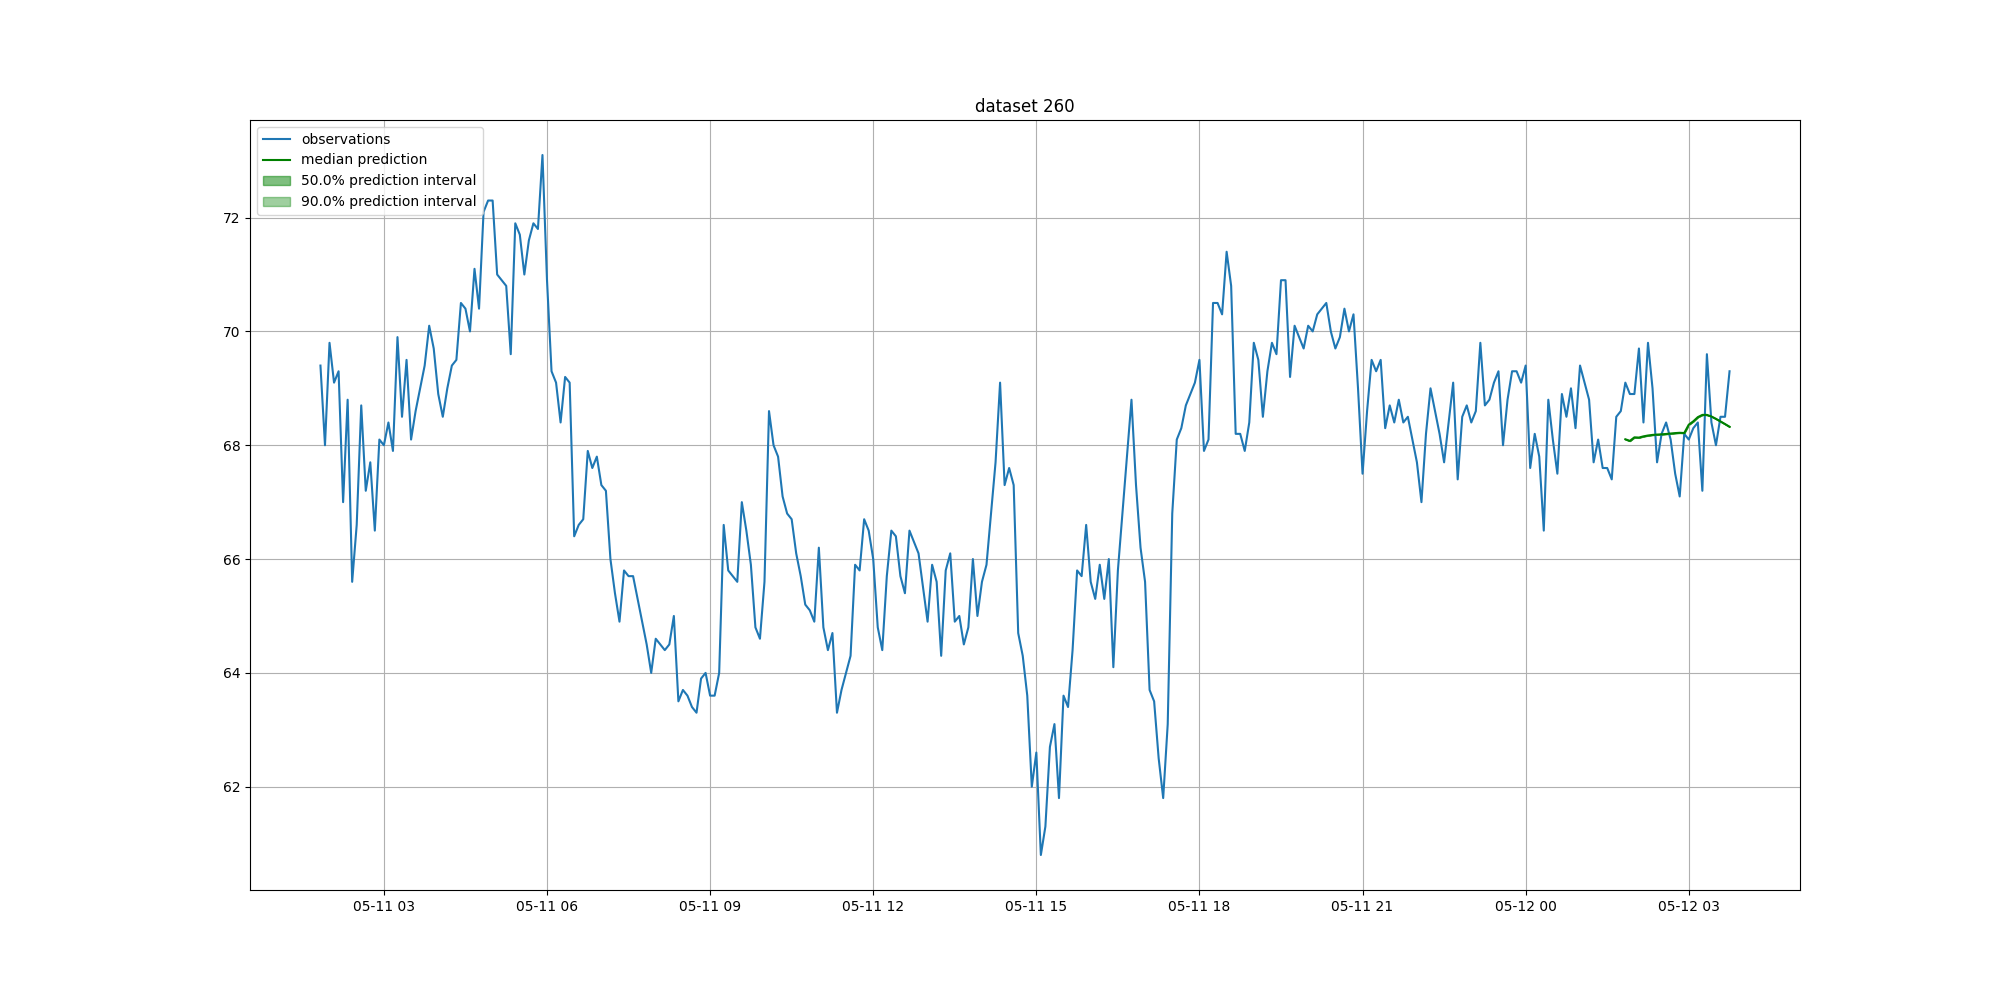 dataset 260
observations
median prediction
50.0% prediction interval
90.0% prediction interval
72
70
68
66
64
62
05-11 03 05-11 06 05-11 09 05-11 12 05-11 15 05-11 18 05-11 21 05-12 00 05-12 03